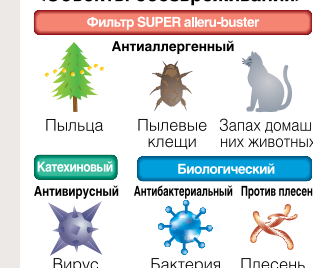 Фильтр SUPER alleru-buster
Антиаллергенный
Пыльца
Пылевые клещи
Запах домаш
них животных
Катехиновый
Биологический
Антивирусный
Антибактериальный
Против плесен
Вирус
Бактерия
Плесень